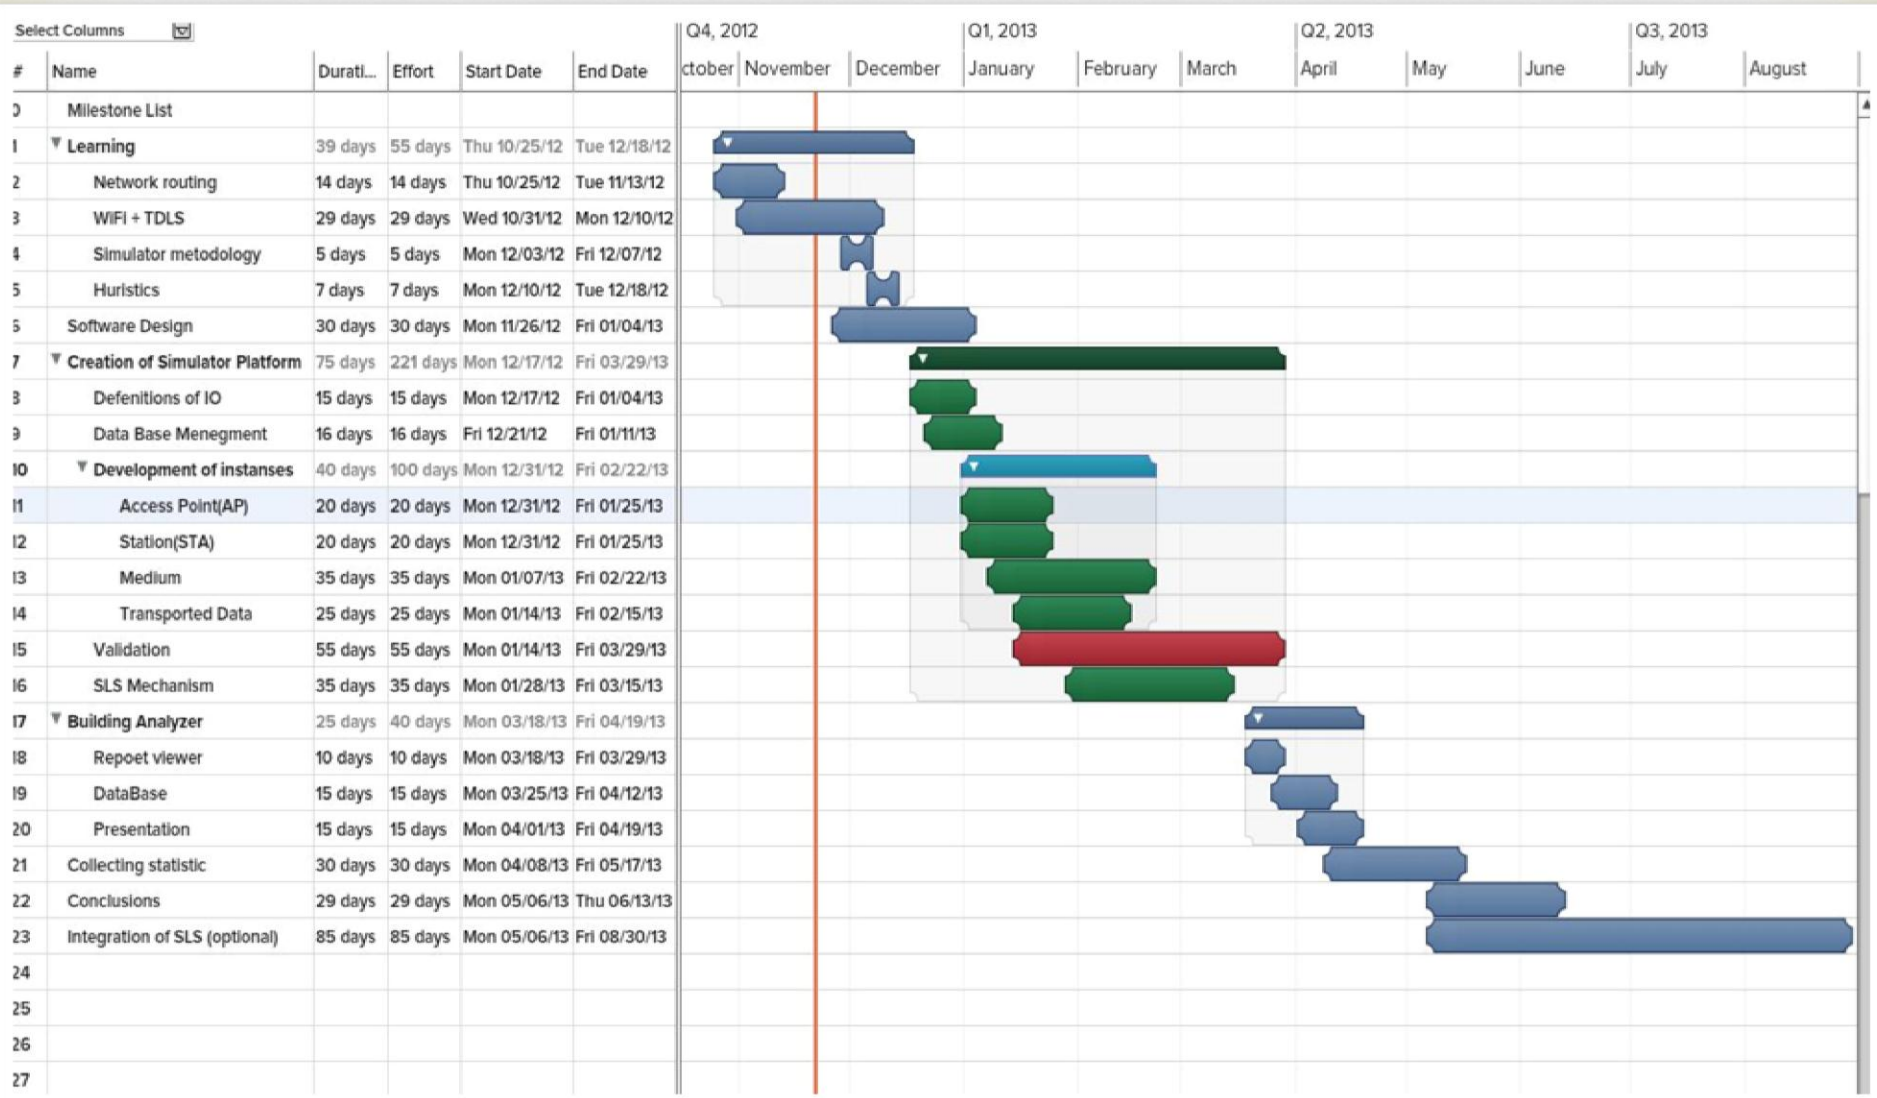 Select Columns Q4, 2012 Q1, 2013 Q2, 2013 Q3, 2013
# Name Durati... Effort Start Date End Date ctober November December January February March April May June July August
0 Milestone List
1 Learning 39 days 55 days Thu 10/25/12 Tue 12/18/12
2 Network routing 14 days 14 days Thu 10/25/12 Tue 11/13/12
3 WiFi + TDLS 29 days 29 days Wed 10/31/12 Mon 12/10/12
4 Simulator metodology 5 days 5 days Mon 12/03/12 Fri 12/07/12
5 Huristics 7 days 7 days Mon 12/10/12 Tue 12/18/12
6 Software Design 30 days 30 days Mon 11/26/12 Fri 01/04/13
7 Creation of Simulator Platform 75 days 221 days Mon 12/17/12 Fri 03/29/13
8 Defenitions of IO 15 days 15 days Mon 12/17/12 Fri 01/04/13
9 Data Base Menegment 16 days 16 days Fri 12/21/12 Fri 01/11/13
10 Development of instanses 40 days 100 days Mon 12/31/12 Fri 02/22/13
11 Access Point(AP) 20 days 20 days Mon 12/31/12 Fri 01/25/13
12 Station(STA) 20 days 20 days Mon 12/31/12 Fri 01/25/13
13 Medium 35 days 35 days Mon 01/07/13 Fri 02/22/13
14 Transported Data 25 days 25 days Mon 01/14/13 Fri 02/15/13
15 Validation 55 days 55 days Mon 01/14/13 Fri 03/29/13
16 SLS Mechanism 35 days 35 days Mon 01/28/13 Fri 03/15/13
17 Building Analyzer 25 days 40 days Mon 03/18/13 Fri 04/19/13
18 Repoet viewer 10 days 10 days Mon 03/18/13 Fri 03/29/13
19 DataBase 15 days 15 days Mon 03/25/13 Fri 04/12/13
20 Presentation 15 days 15 days Mon 04/01/13 Fri 04/19/13
21 Collecting statistic 30 days 30 days Mon 04/08/13 Fri 05/17/13
22 Conclusions 29 days 29 days Mon 05/06/13 Thu 06/13/13
23 Integration of SLS (optional) 85 days 85 days Mon 05/06/13 Fri 08/30/13
24
25
26
27